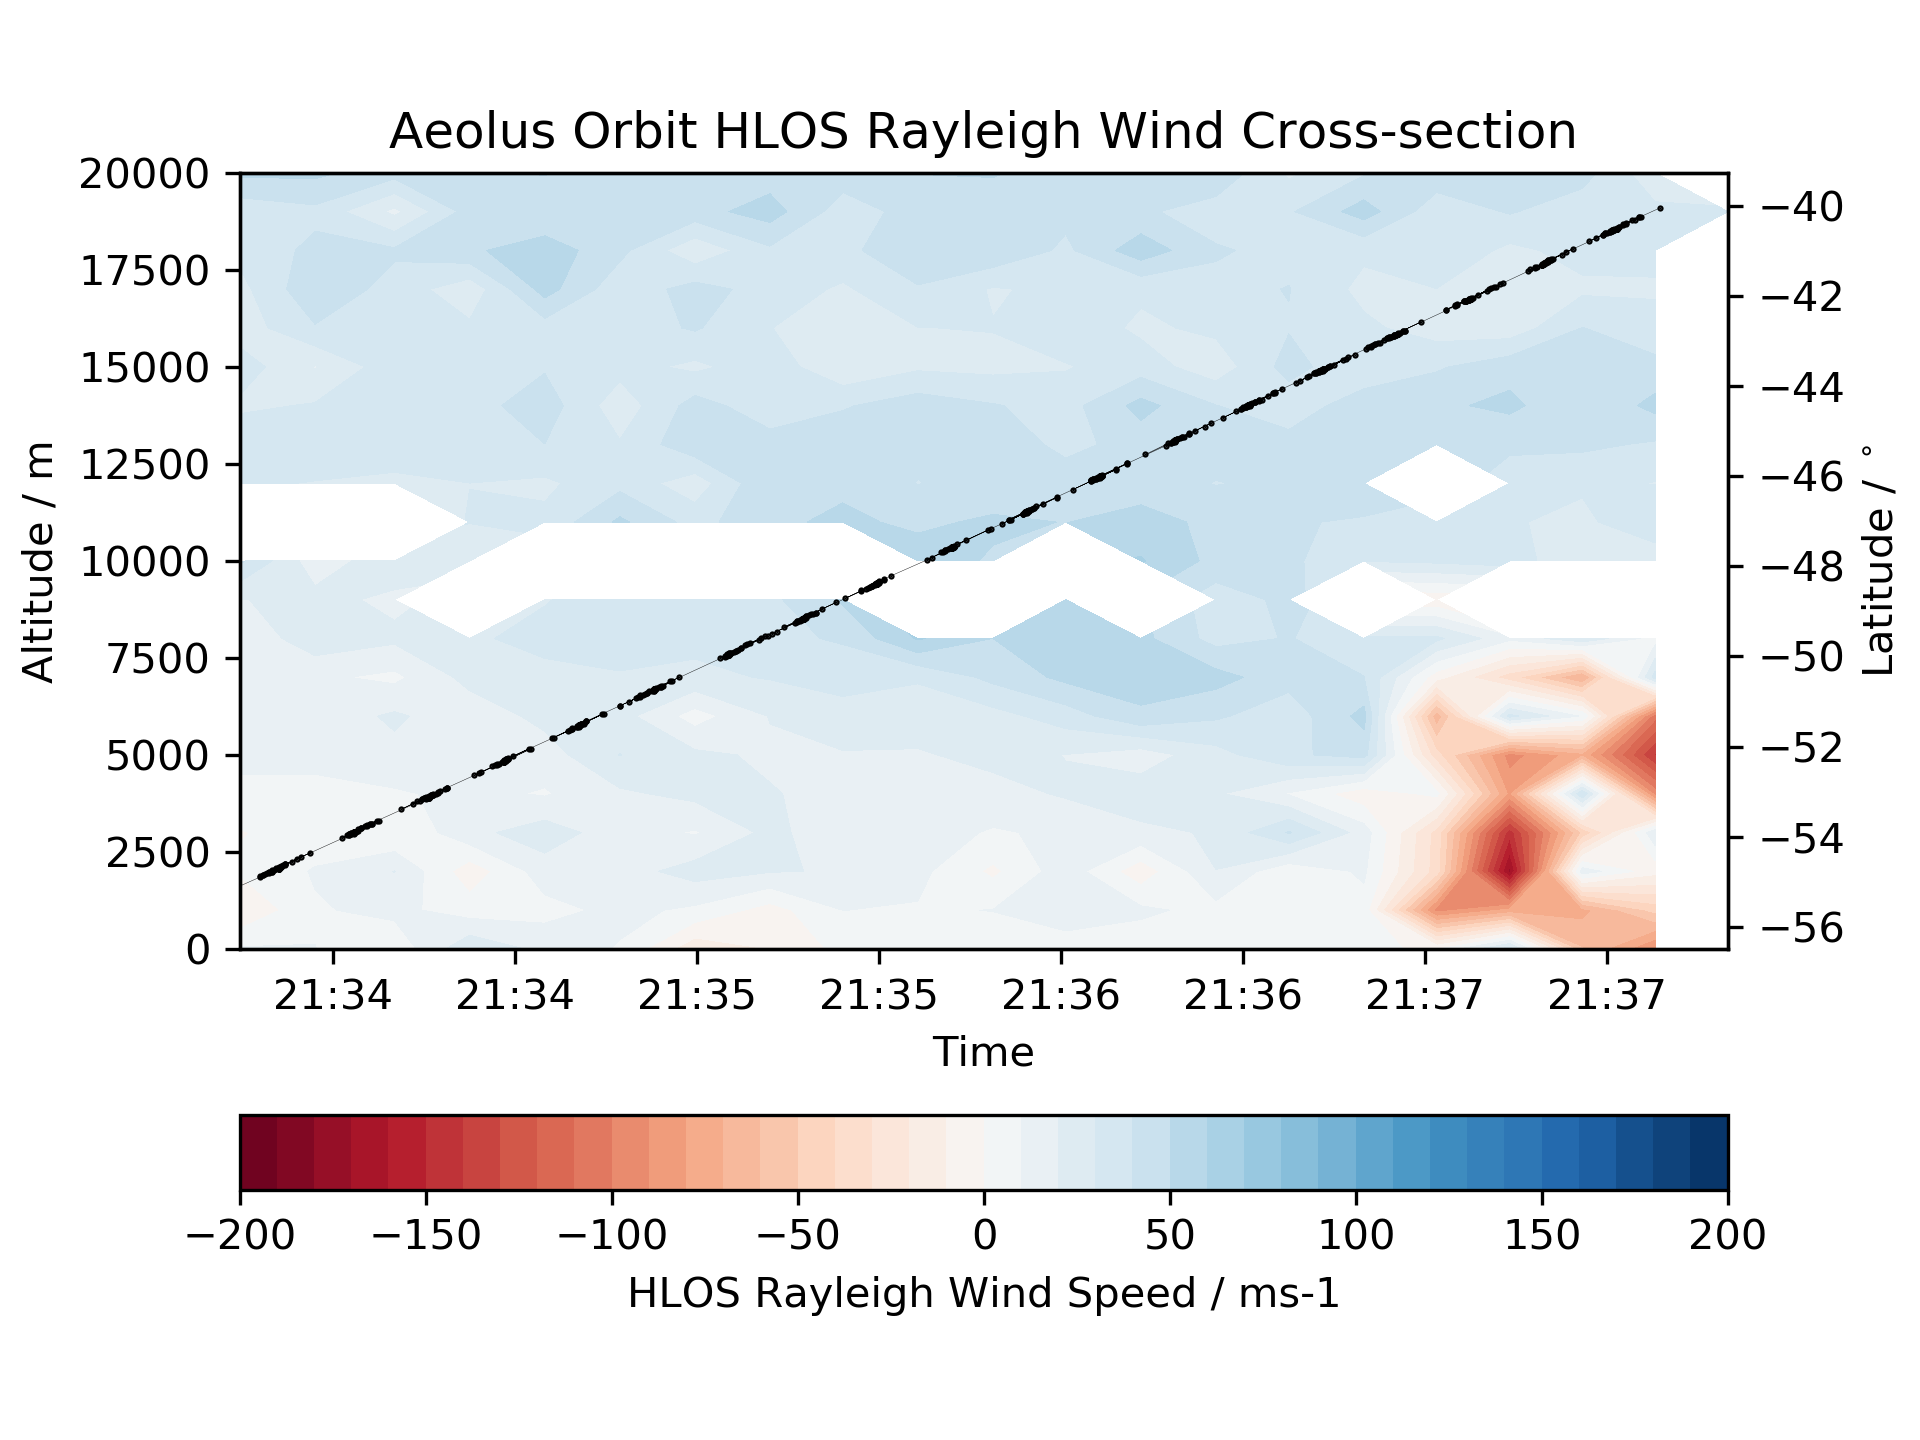 Aeolus Orbit HLOS Rayleigh Wind Cross-section
20000
17500
15000
12500
10000
7500
5000
2500
0
Altitude / m
−40
−42
−44
−46
−48
−50
−52
−54
−56
Latitude / °
21:34 21:34 21:35 21:35 21:36 21:36 21:37 21:37
Time
−200 −150 −100 −50 0 50 100 150 200
HLOS Rayleigh Wind Speed / ms-1